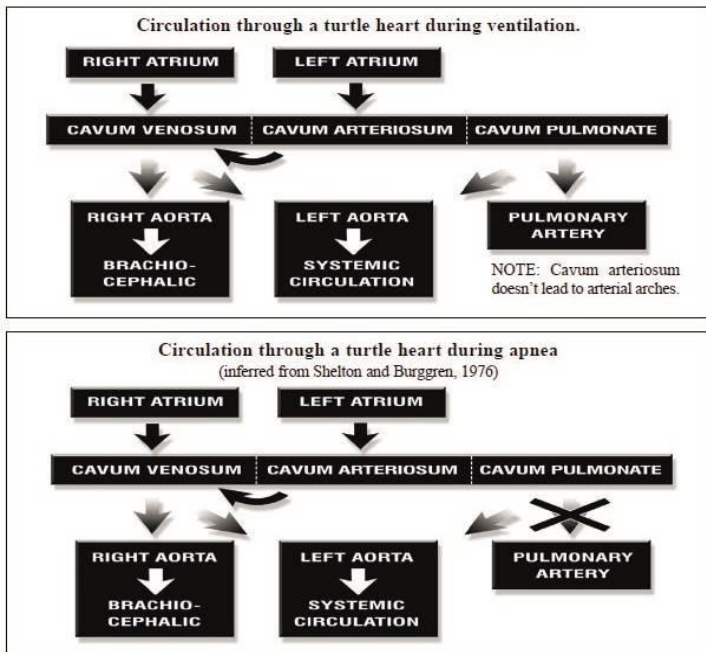 Circulation through a turtle heart during ventilation.
RIGHT ATRIUM
LEFT ATRIUM
CAVUM VENOSUM
CAVUM ARTERIOSUM
CAVUM PULMONATE
RIGHT AORTA
BRACHIO-
CEPHALIC
LEFT AORTA
SYSTEMIC
CIRCULATION
PULMONARY
ARTERY
NOTE: Cavum arteriosum
doesn't lead to arterial arches.
Circulation through a turtle heart during apnea
(inferred from Shelton and Burggren, 1976)
RIGHT ATRIUM
LEFT ATRIUM
CAVUM VENOSUM
CAVUM ARTERIOSUM
CAVUM PULMONATE
RIGHT AORTA
BRACHIO-
CEPHALIC
LEFT AORTA
SYSTEMIC
CIRCULATION
PULMONARY
ARTERY